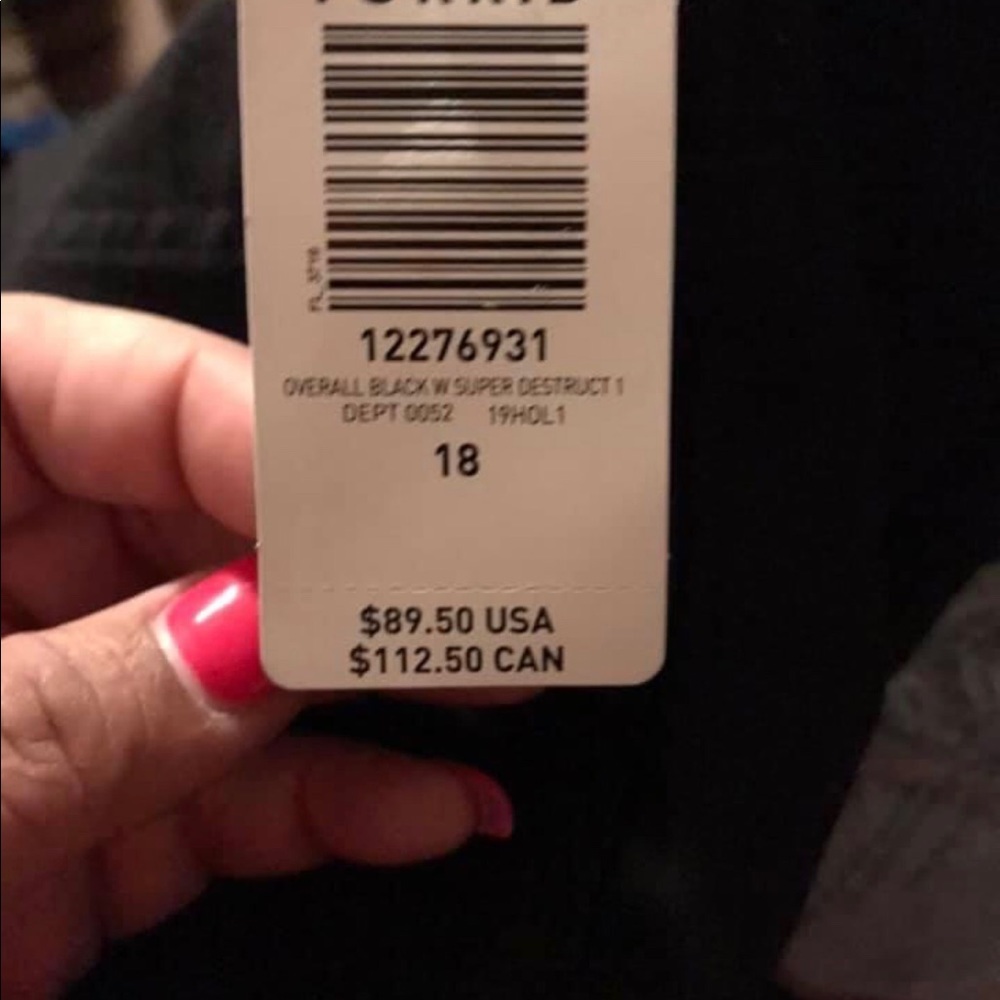 12276931
OVERALL BLACK W SUPER DESTRUCT 1
DEPT 0052 19HOL1
18
$89.50 USA
$112.50 CAN